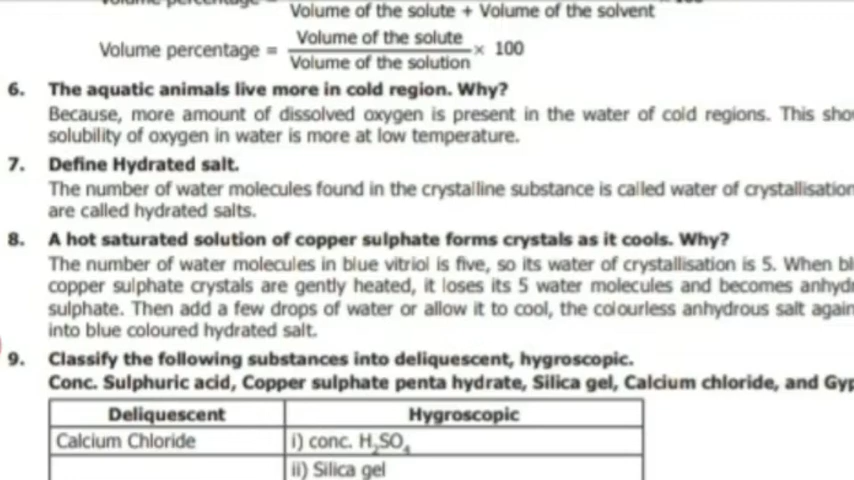 Volume of the solute + Volume of the solvent
Volume percentage = Volume of the solute × 100
Volume of the solution
6. The aquatic animals live more in cold region. Why?
Because, more amount of dissolved oxygen is present in the water of cold regions. This
solubility of oxygen in water is more at low temperature.
7. Define Hydrated salt.
The number of water molecules found in the crystalline substance is called water of crystallisation
are called hydrated salts.
8. A hot saturated solution of copper sulphate forms crystals as it cools. Why?
The number of water molecules in blue vitriol is five, so its water of crystallisation is 5. When
copper sulphate crystals are gently heated, it loses its 5 water molecules and becomes
sulphate. Then add a few drops of water or allow it to cool, the colourless anhydrous salt again
into blue coloured hydrated salt.
9. Classify the following substances into deliquescent, hygroscopic.
Conc. Sulphuric acid, Copper sulphate penta hydrate, Silica gel, Calcium chloride, and
Deliquescent Hygroscopic
Calcium Chloride i) conc. H₂SO₄
ii) Silica gel